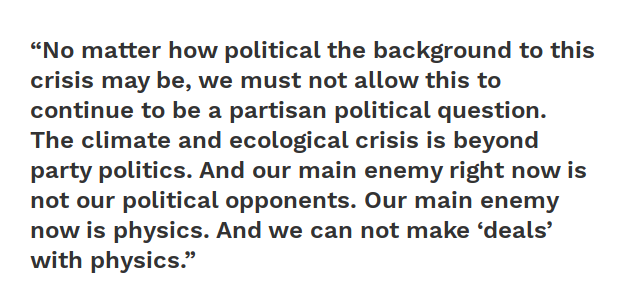 “No matter how political the background to this
crisis may be, we must not allow this to
continue to be a partisan political question.
The climate and ecological crisis is beyond
party politics. And our main enemy right now is
not our political opponents. Our main enemy
now is physics. And we can not make ‘deals’
with physics.”